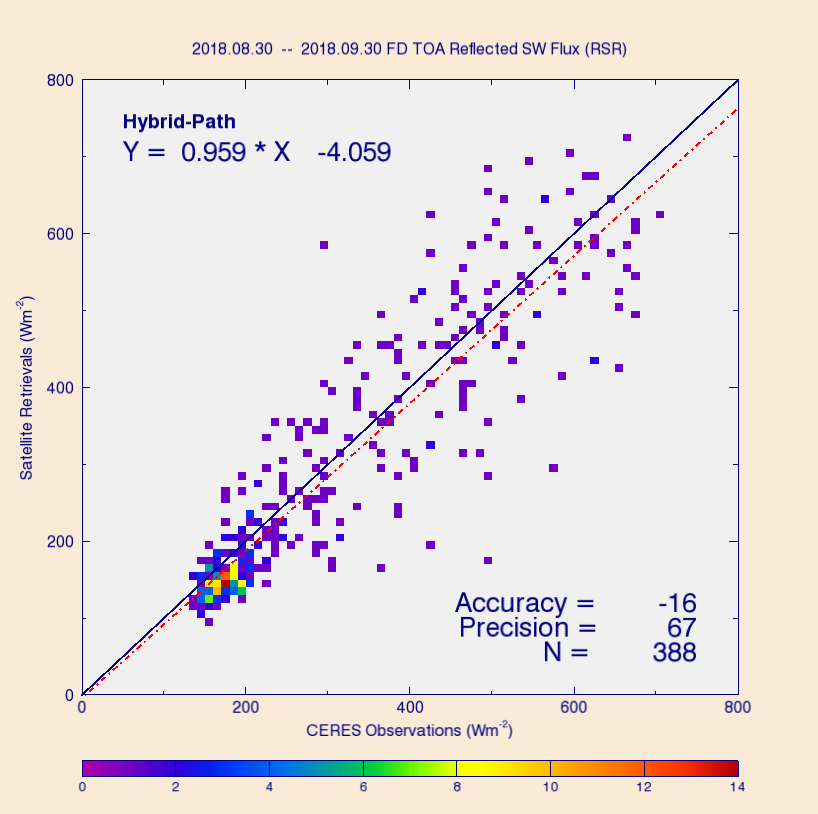 2018.08.30 -- 2018.09.30 FD TOA Reflected SW Flux (RSR)
800
Hybrid-Path
Y = 0.959 * X -4.059
600
Satellite Retrievals (Wm⁻²)
400
200
Accuracy = -16
Precision = 67
N = 388
0
0 200 400 600 800
CERES Observations (Wm⁻²)
0 2 4 6 8 10 12 14